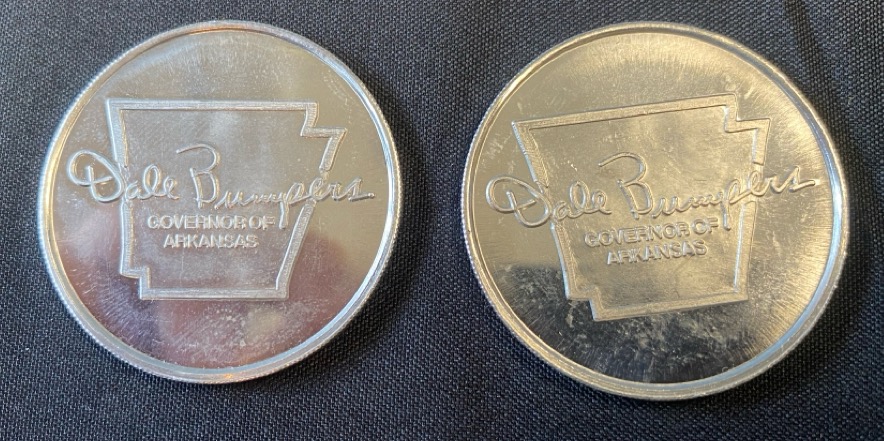 Dale Bumpers
GOVERNOR OF
ARKANSAS
Dale Bumpers
GOVERNOR OF
ARKANSAS